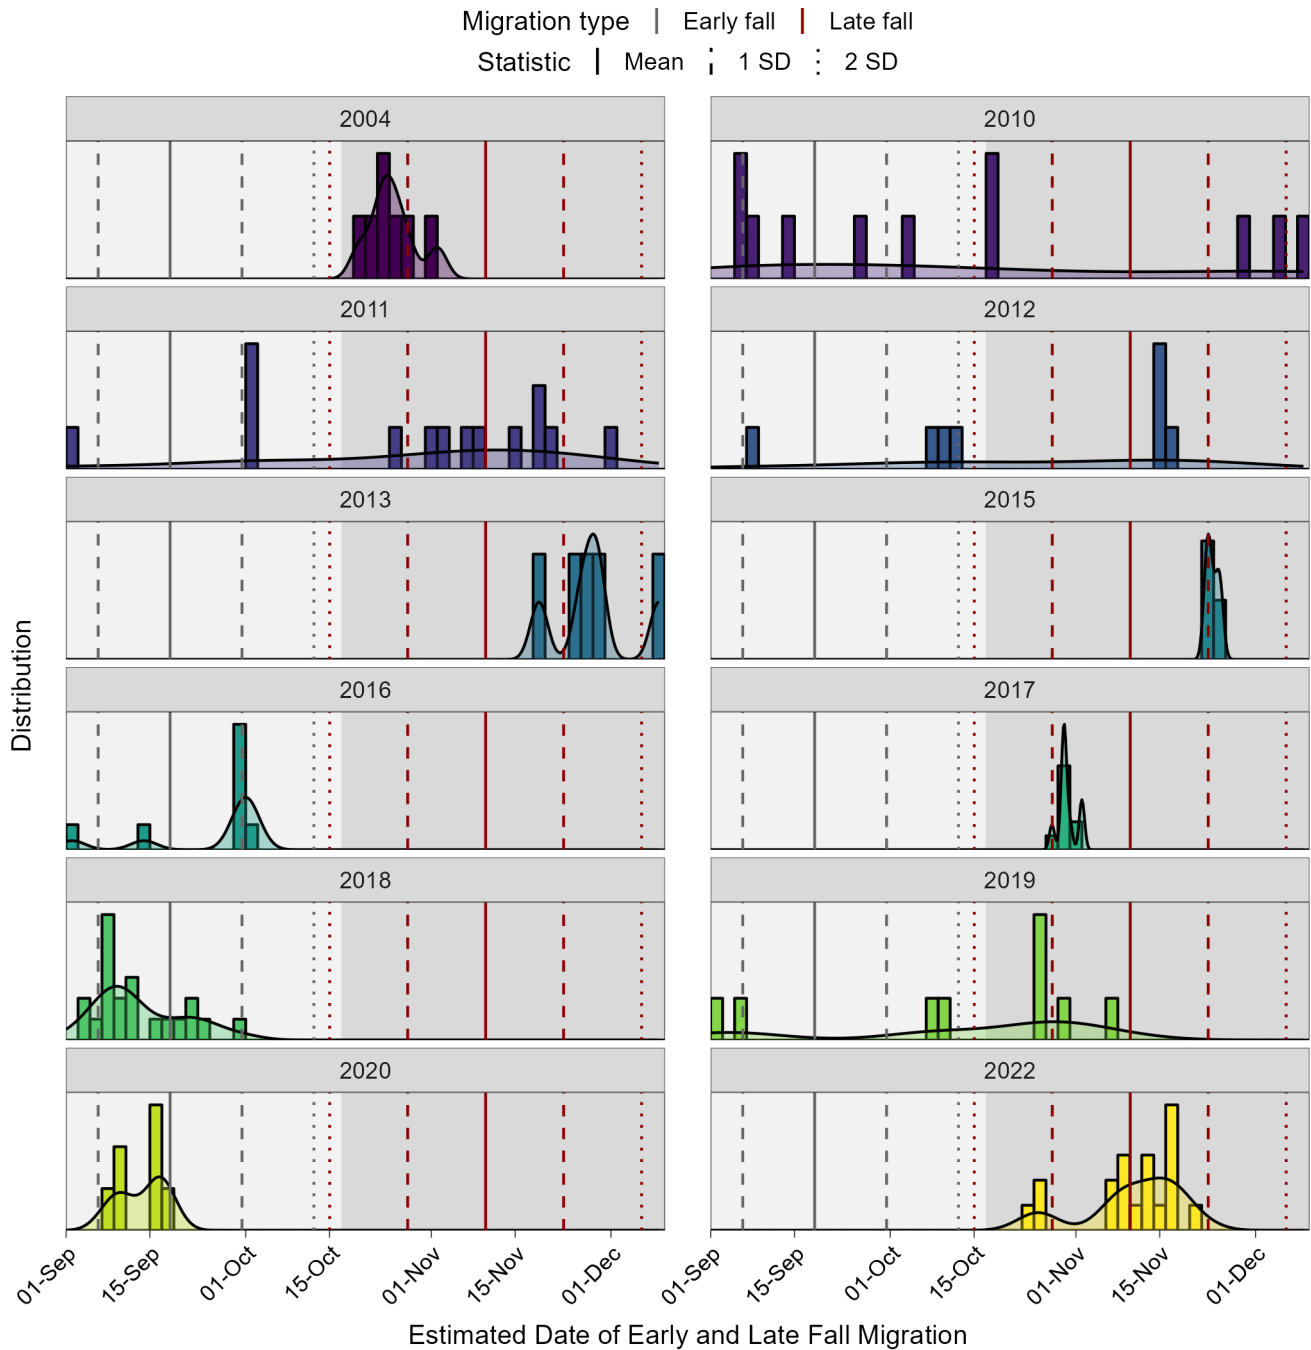 Migration type Early fall Late fall
Statistic Mean 1 SD 2 SD
2004 2010
2011 2012
2013 2015
2016 2017
2018 2019
2020 2022
Distribution
01-Sep 15-Sep 01-Oct 15-Oct 01-Nov 15-Nov 01-Dec 01-Sep 15-Sep 01-Oct 15-Oct 01-Nov 15-Nov 01-Dec
Estimated Date of Early and Late Fall Migration